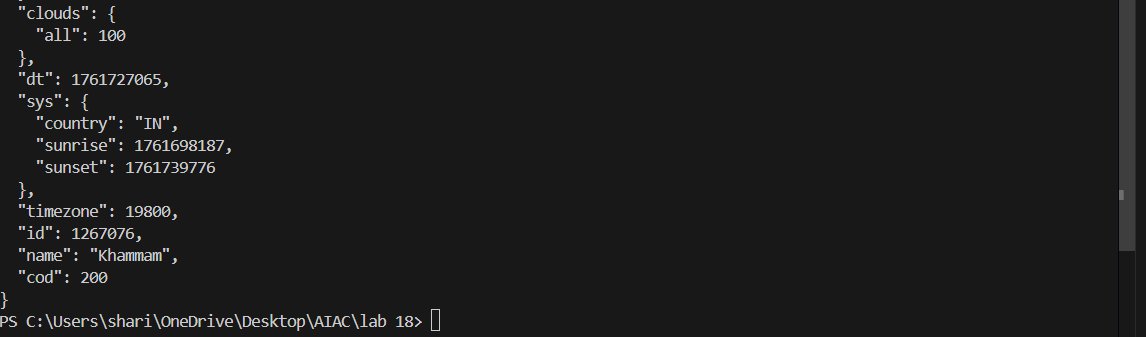 "clouds": {
    "all": 100
  },
  "dt": 1761727065,
  "sys": {
    "country": "IN",
    "sunrise": 1761698187,
    "sunset": 1761739776
  },
  "timezone": 19800,
  "id": 1267076,
  "name": "Khammam",
  "cod": 200
}
PS C:\Users\shari\OneDrive\Desktop\AIAC\lab 18>